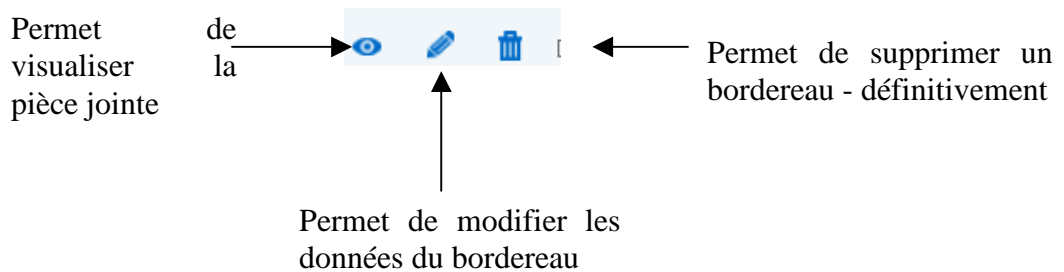 Permet de
visualiser la
pièce jointe
Permet de supprimer un
bordereau - définitivement
Permet de modifier les
données du bordereau